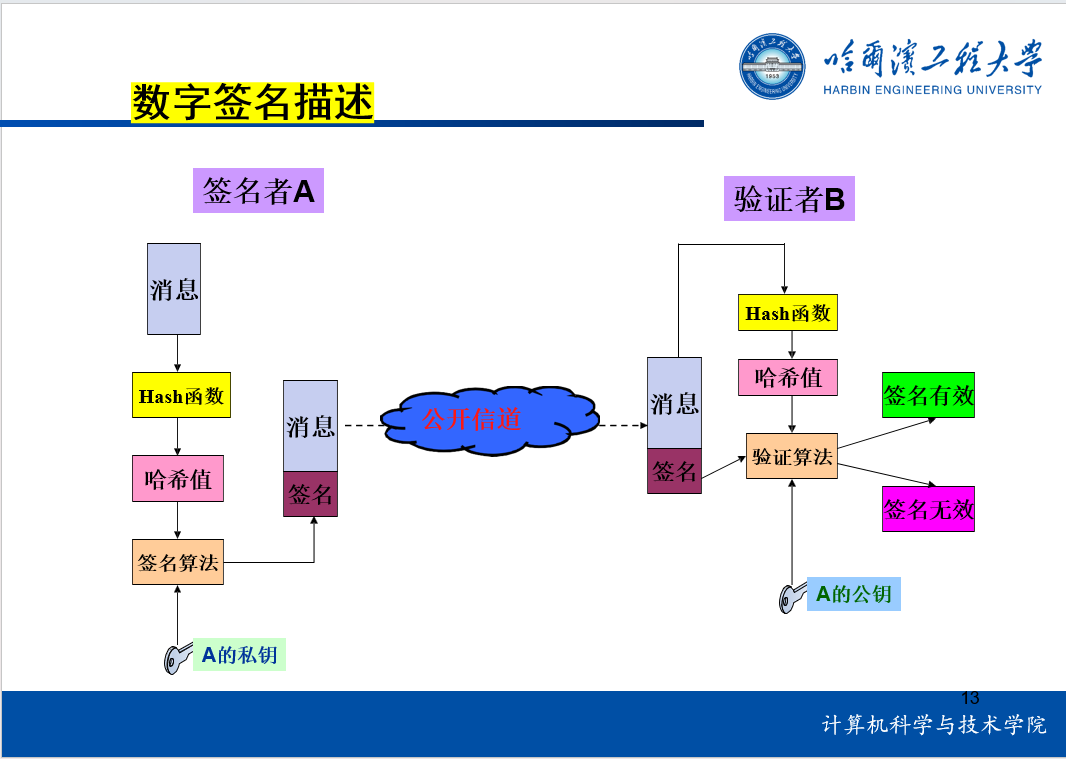 哈尔滨工程大学
1953
HARBIN ENGINEERING UNIVERSITY
数字签名描述
签名者A
验证者B
消息
Hash函数
哈希值
签名算法
A的私钥
消息
签名
公开信道
消息
签名
Hash函数
哈希值
验证算法
A的公钥
签名有效
签名无效
13
计算机科学与技术学院